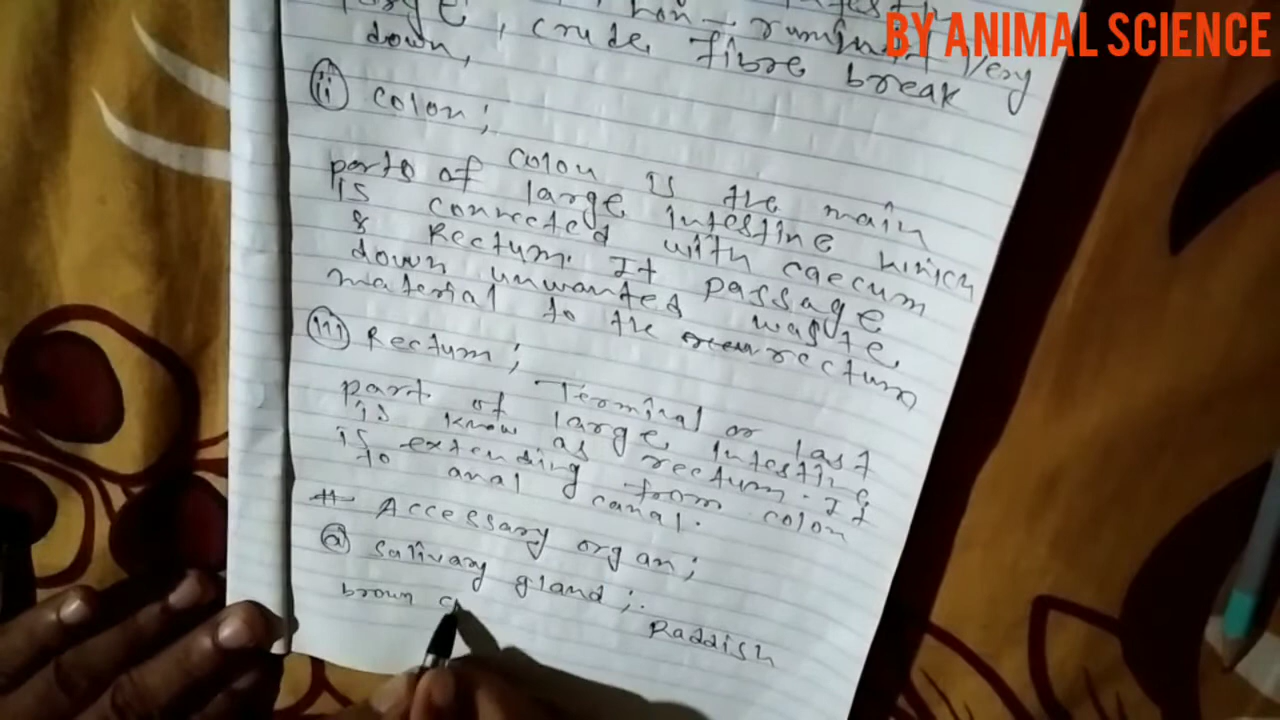 BY ANIMAL SCIENCE
, crude fibre break
down,
(ii) colon;
colon is the main
parts of large intestine which
is connected with caecum
& Rectum. It passage
down unwanted waste
material to the rectum
(iii) Rectum;
Terminal or last
part of large intestine
is know as rectum. It
is extending from colon
to anal canal.
# Accessary organ;
(a) salivary gland;.
Raddish
brown